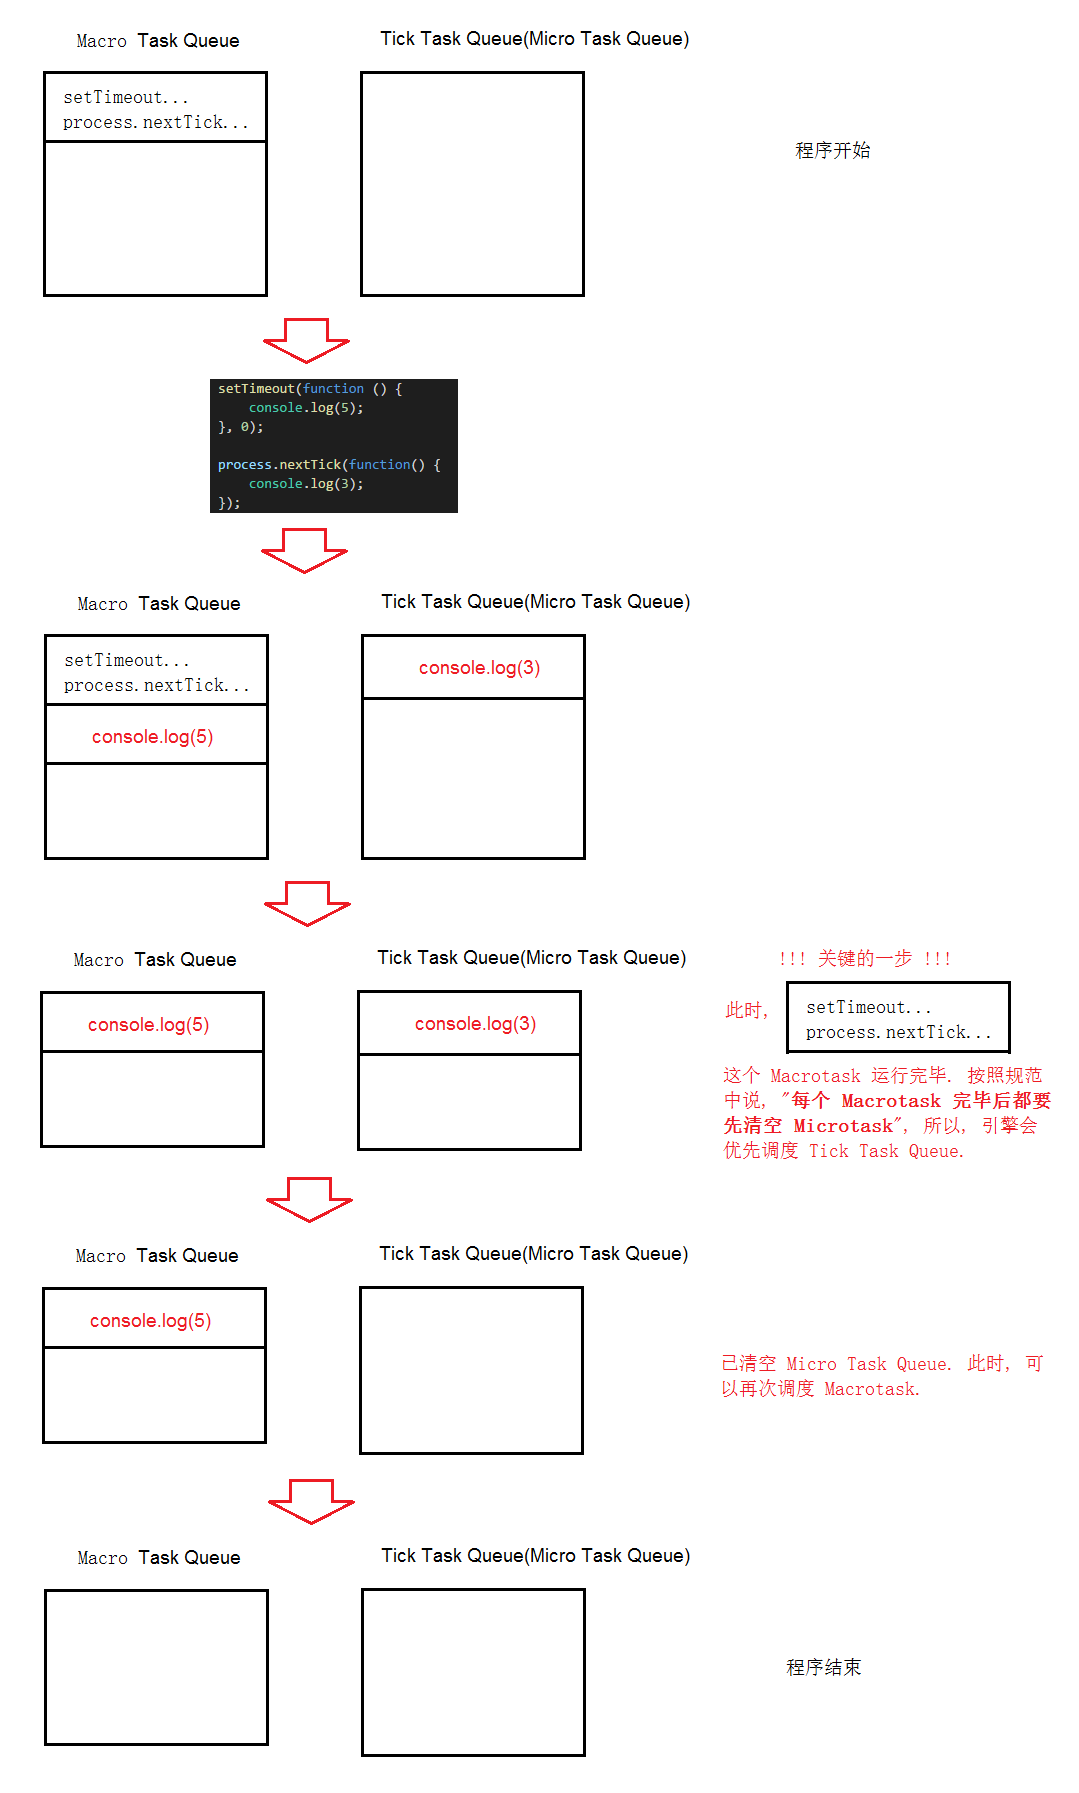 Macro Task Queue
Tick Task Queue(Micro Task Queue)
setTimeout...
process.nextTick...
程序开始
setTimeout(function () {
    console.log(5);
}, 0);
process.nextTick(function() {
    console.log(3);
});
Macro Task Queue
Tick Task Queue(Micro Task Queue)
setTimeout...
process.nextTick...
console.log(5)
console.log(3)
Macro Task Queue
Tick Task Queue(Micro Task Queue)
console.log(5)
console.log(3)
!!! 关键的一步 !!!
此时,
setTimeout...
process.nextTick...
这个 Macrotask 运行完毕. 按照规范
中说, "每个 Macrotask 完毕后都要
先清空 Microtask", 所以, 引擎会
优先调度 Tick Task Queue.
Macro Task Queue
Tick Task Queue(Micro Task Queue)
console.log(5)
已清空 Micro Task Queue. 此时, 可
以再次调度 Macrotask.
Macro Task Queue
Tick Task Queue(Micro Task Queue)
程序结束